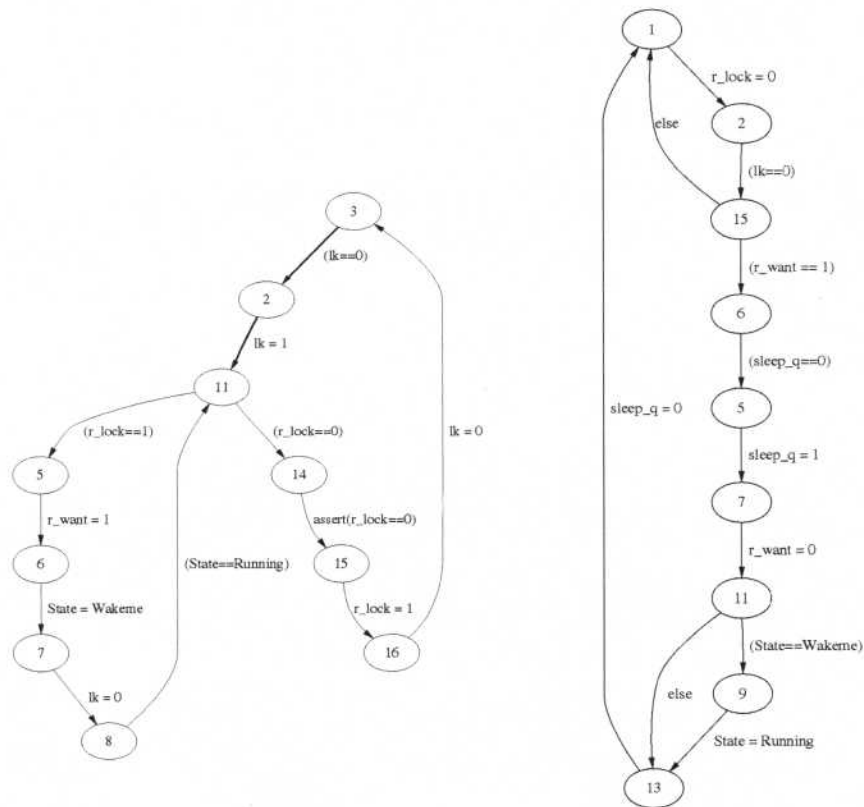 3
(lk==0)
2
lk = 1
11
(r_lock==1)
(r_lock==0)
lk = 0
5
14
r_want = 1
assert(r_lock==0)
6
15
(State==Running)
State = Wakeme
r_lock = 1
7
16
lk = 0
8
1
r_lock = 0
else
2
(lk==0)
15
(r_want == 1)
6
(sleep_q==0)
sleep_q = 0
5
sleep_q = 1
7
r_want = 0
11
(State==Wakeme)
else
9
State = Running
13